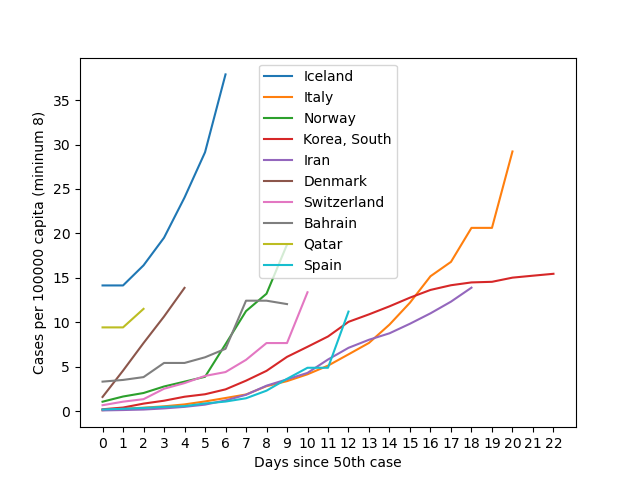 Iceland
Italy
Norway
Korea, South
Iran
Denmark
Switzerland
Bahrain
Qatar
Spain
Cases per 100000 capita (mininum 8)
35
30
25
20
15
10
5
0
0 1 2 3 4 5 6 7 8 9 10 11 12 13 14 15 16 17 18 19 20 21 22
Days since 50th case